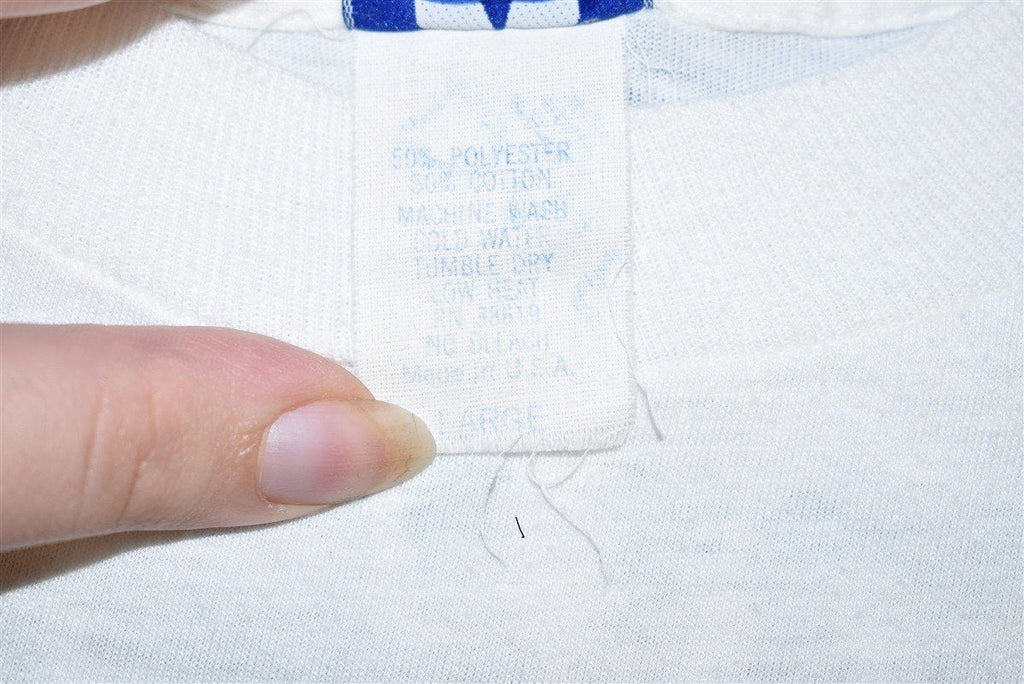 50% POLYESTER
50% COTTON
MACHINE WASH
COLD WATER
TUMBLE DRY
LOW HEAT
RN 38619
NO BLEACH
Made in U.S.A.
LARGE